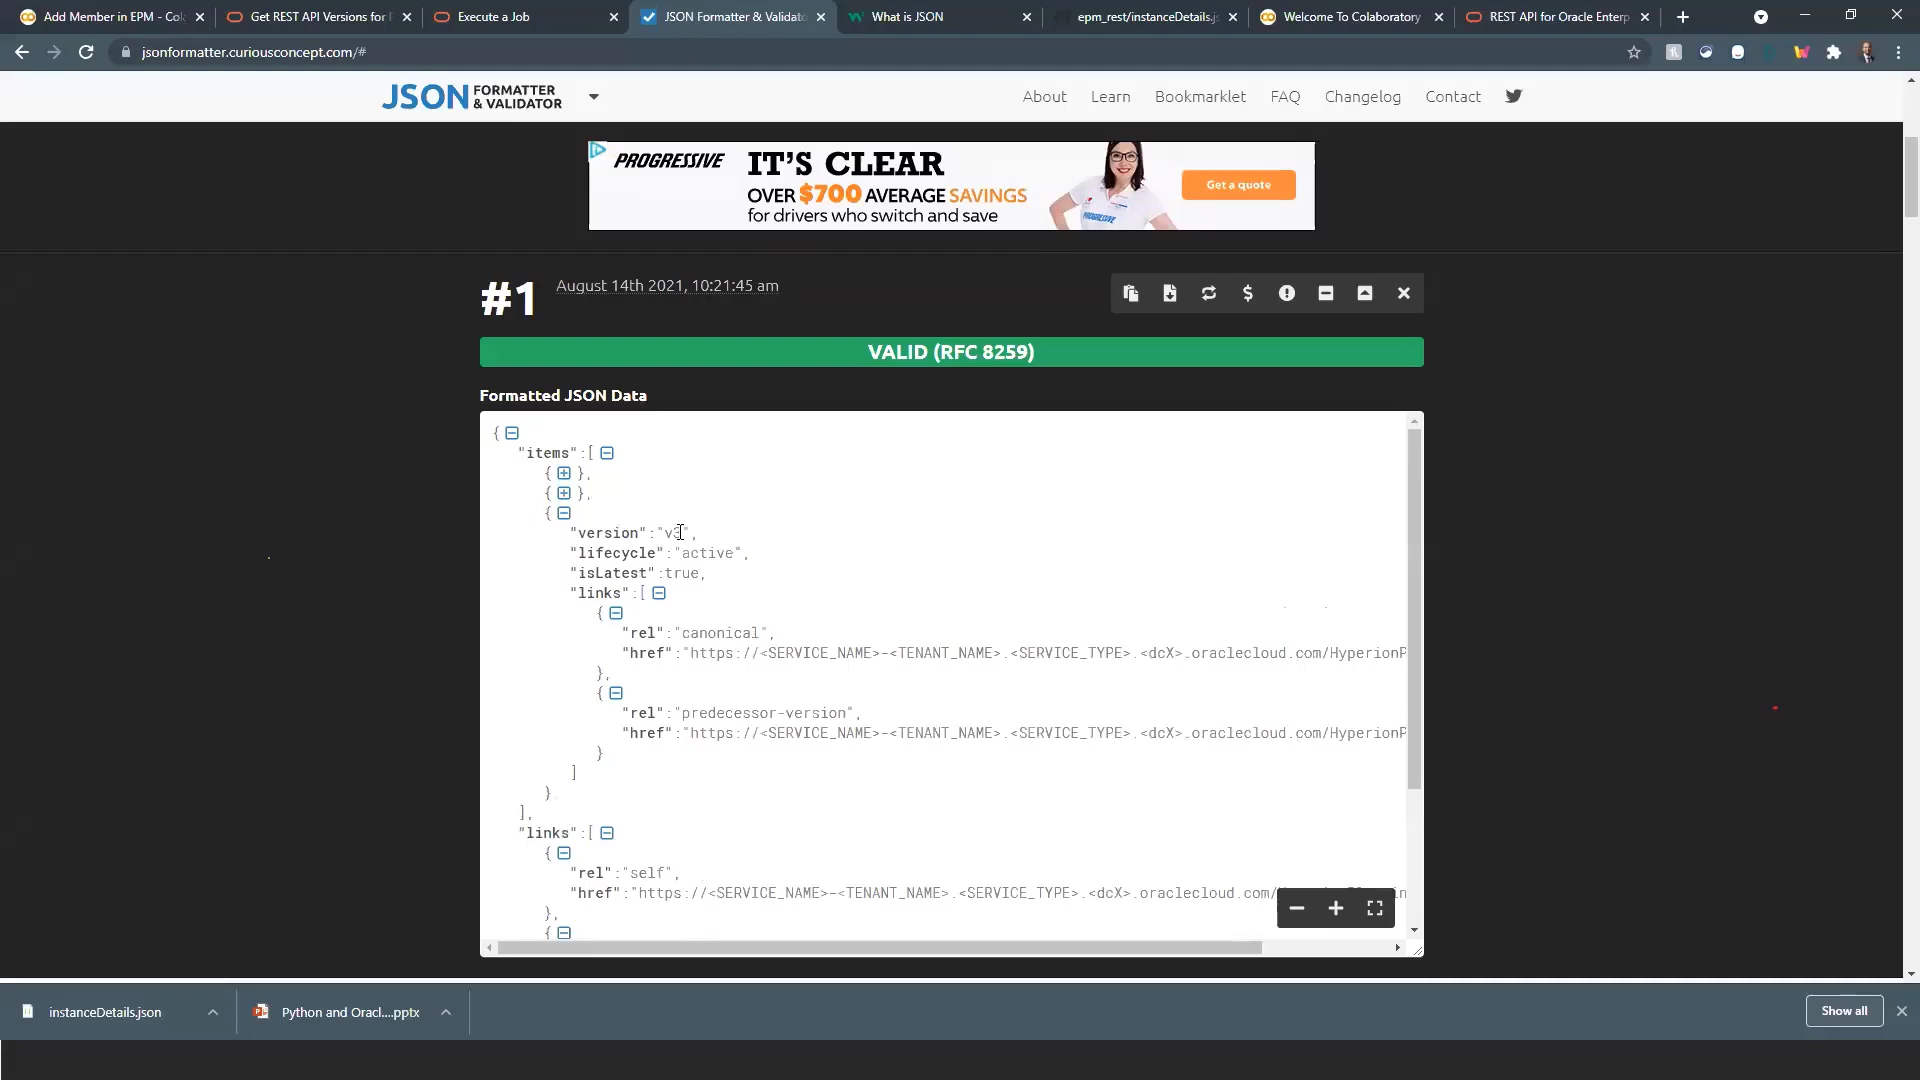 Add Member in EPM - Col
Get REST API Versions for F
Execute a Job
JSON Formatter & Validato
What is JSON
epm_rest/instanceDetails.js
Welcome To Colaboratory
REST API for Oracle Enterp
jsonformatter.curiousconcept.com/#
JSON FORMATTER & VALIDATOR
About Learn Bookmarklet FAQ Changelog Contact
PROGRESSIVE
IT'S CLEAR
OVER $700 AVERAGE SAVINGS
for drivers who switch and save
Get a quote
PROGRESSIVE
#1 August 14th 2021, 10:21:45 am
VALID (RFC 8259)
Formatted JSON Data
{
"items":[
{ },
{ },
{
"version":"v3",
"lifecycle":"active",
"isLatest":true,
"links":[
{
"rel":"canonical",
"href":"https://<SERVICE_NAME>-<TENANT_NAME>.<SERVICE_TYPE>.<dcX>.oraclecloud.com/HyperionP
},
{
"rel":"predecessor-version",
"href":"https://<SERVICE_NAME>-<TENANT_NAME>.<SERVICE_TYPE>.<dcX>.oraclecloud.com/HyperionP
}
]
}
],
"links":[
{
"rel":"self",
"href":"https://<SERVICE_NAME>-<TENANT_NAME>.<SERVICE_TYPE>.<dcX>.oraclecloud.com/
},
{
instanceDetails.json
Python and Oracl....pptx
Show all